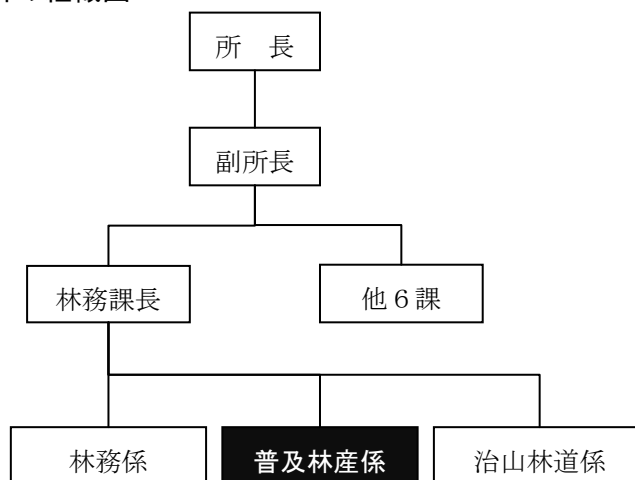 所　長
副所長
林務課長
他６課
林務係
普及林産係
治山林道係